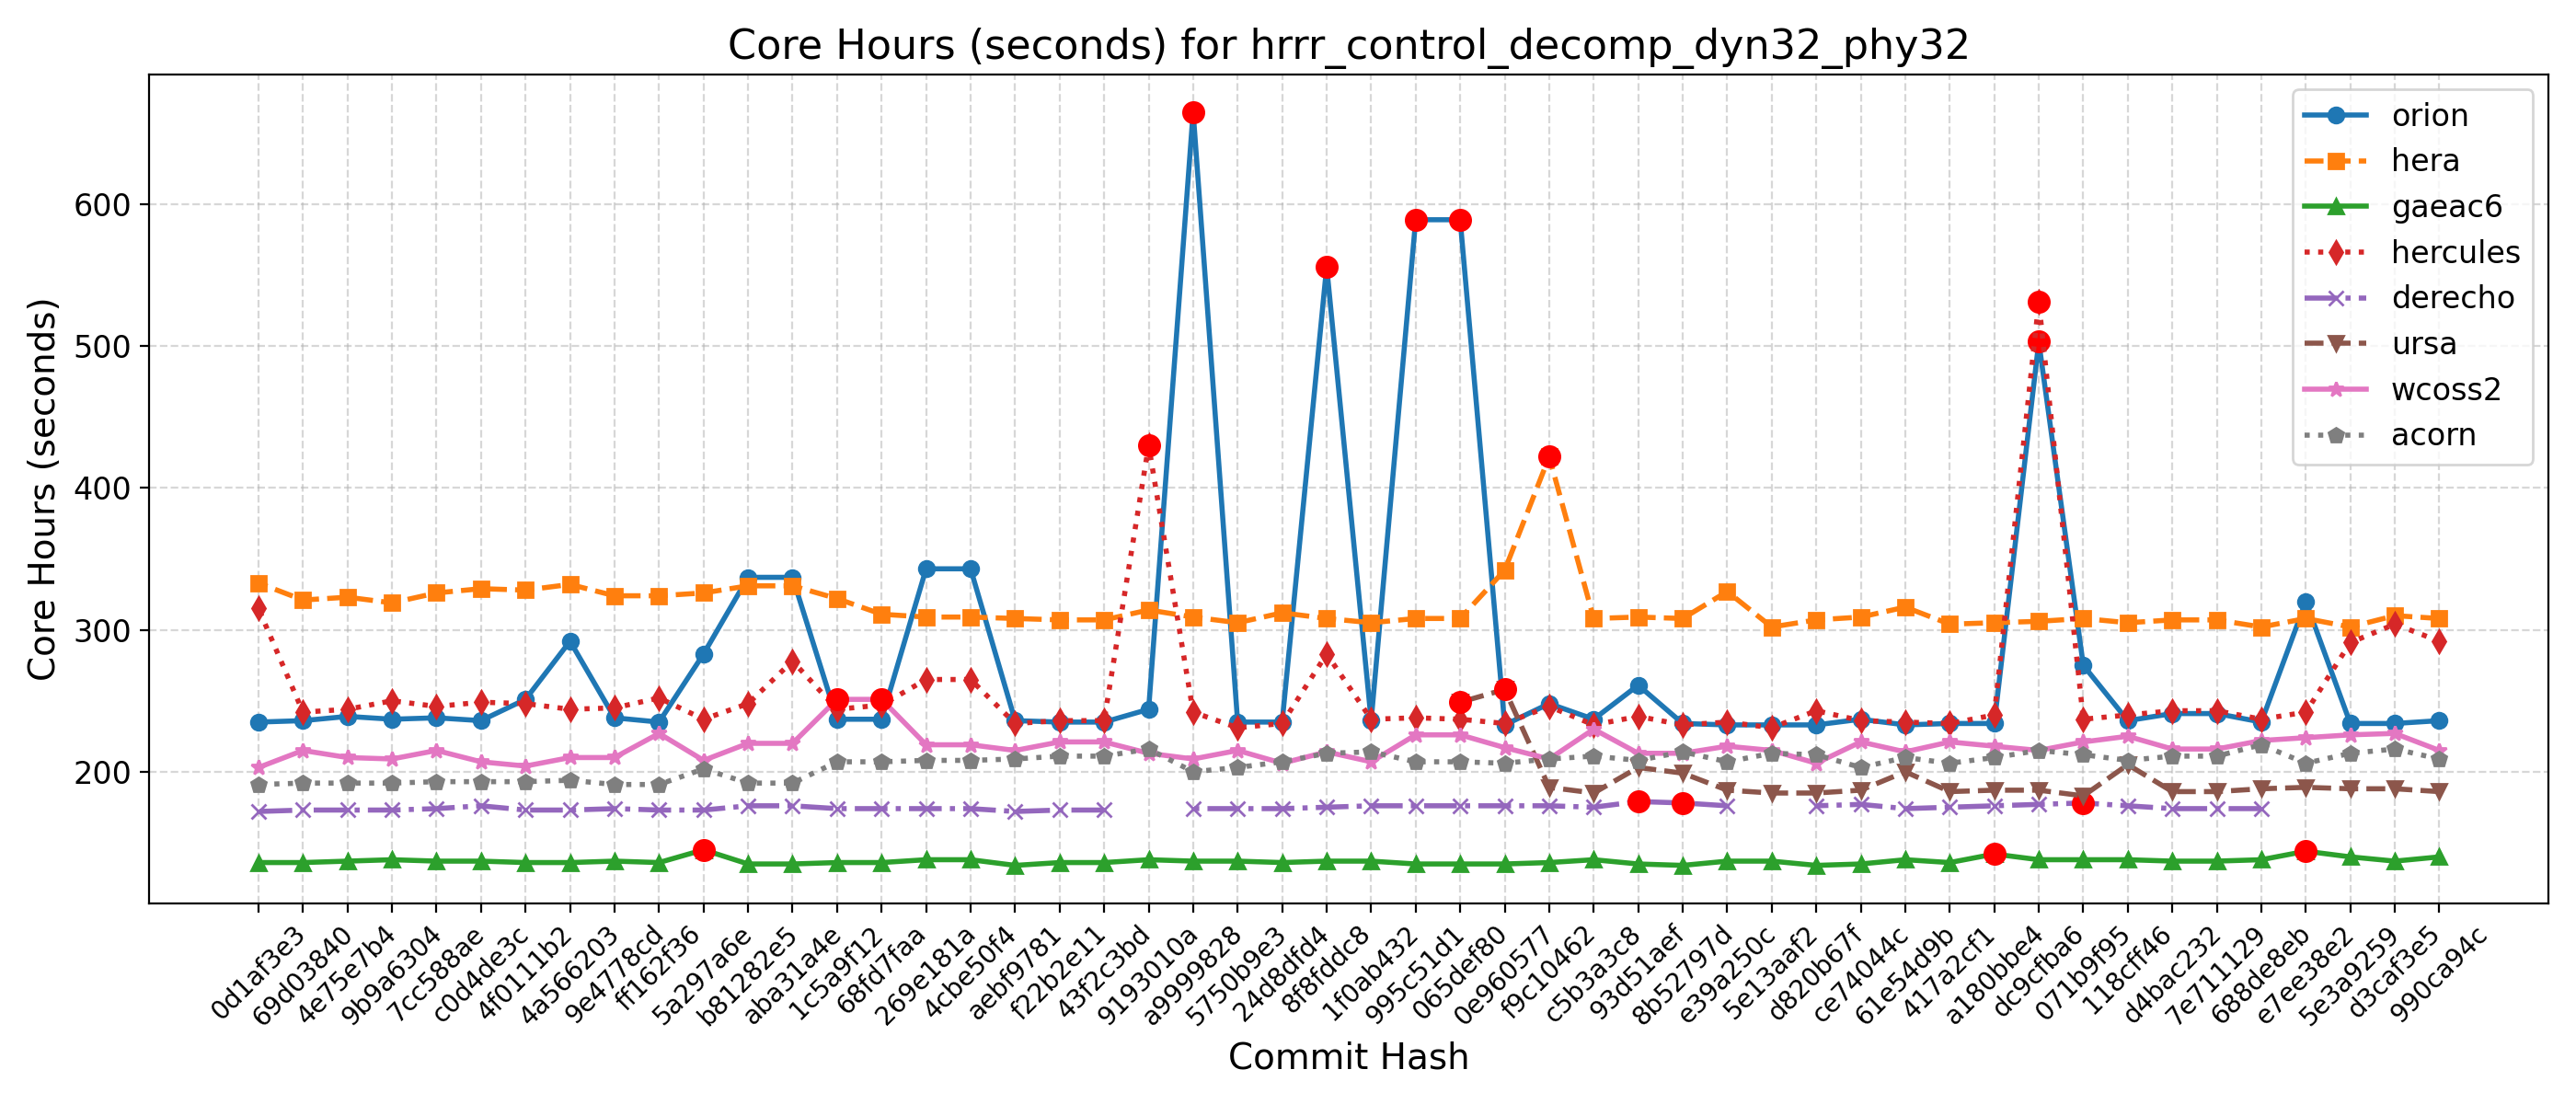 Core Hours (seconds) for hrrr_control_decomp_dyn32_phy32
Core Hours (seconds)
600
500
400
300
200
orion
hera
gaeac6
hercules
derecho
ursa
wcoss2
acorn
0d1af3e3
69d03840
4e75e7b4
9b9a6304
7cc588ae
c0d4de3c
4f0111b2
4a566203
9e4778cd
ff162f36
5a297a6e
b81282e5
aba31a4e
1c5a9f12
68fd7faa
269e181a
4cbe50f4
aebf9781
f22b2e11
43f2c3bd
9193010a
a9999828
5750b9e3
24d8dfd4
8f8fddc8
1f0ab432
995c51d1
065def80
0e960577
f9c10462
c5b3a3c8
93d51aef
8b52797d
e39a250c
5e13aaf2
d820b67f
ce74044c
61e54d9b
417a2cf1
a180bbe4
dc9cfba6
071b9f95
118cff46
d4bac232
7e711129
688de8eb
e7ee38e2
5e3a9259
d3caf3e5
990ca94c
Commit Hash